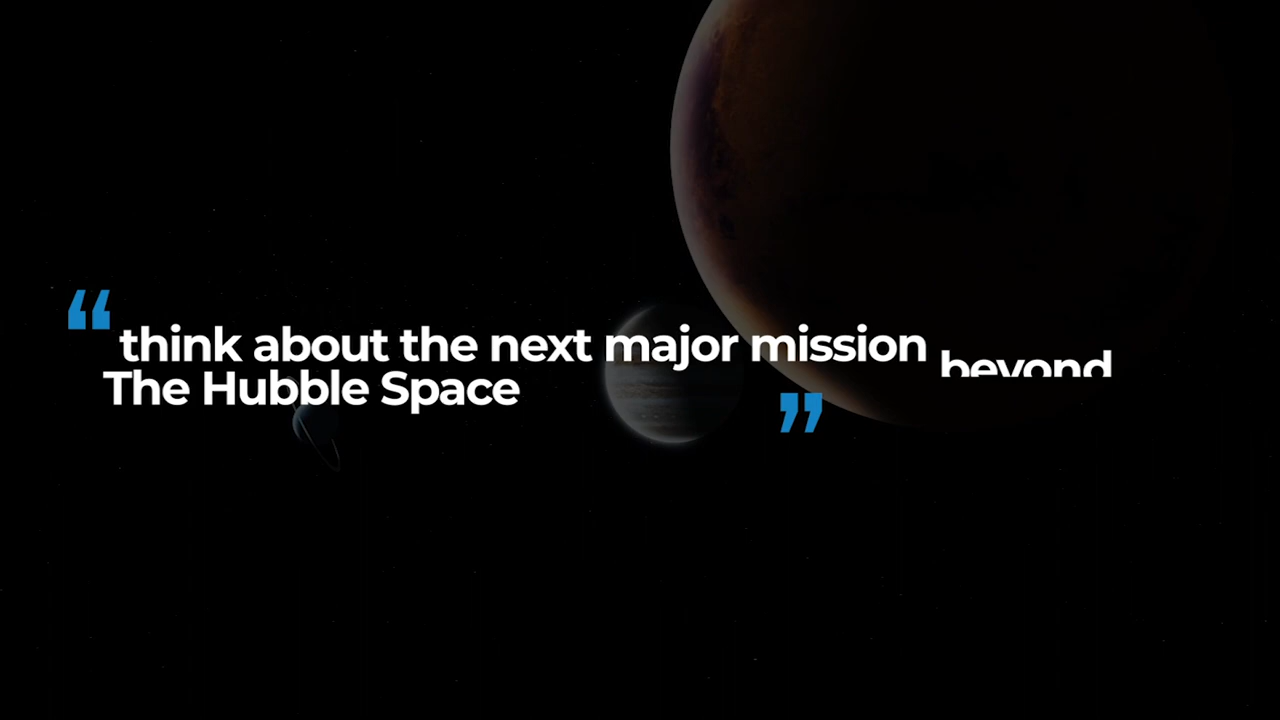 “ think about the next major mission beyond
The Hubble Space ”